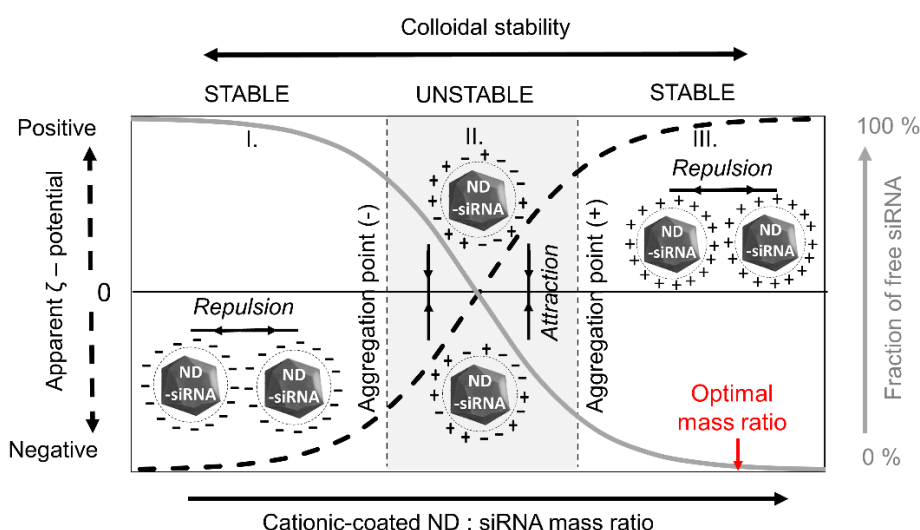 Colloidal stability
STABLE
UNSTABLE
STABLE
Positive
I.
II.
III.
100 %
Repulsion
ND
-siRNA
ND
-siRNA
ND
-siRNA
Apparent ζ – potential
0
Aggregation point (-)
Attraction
Aggregation point (+)
Fraction of free siRNA
Repulsion
ND
-siRNA
ND
-siRNA
ND
-siRNA
Optimal
mass ratio
Negative
0 %
Cationic-coated ND : siRNA mass ratio